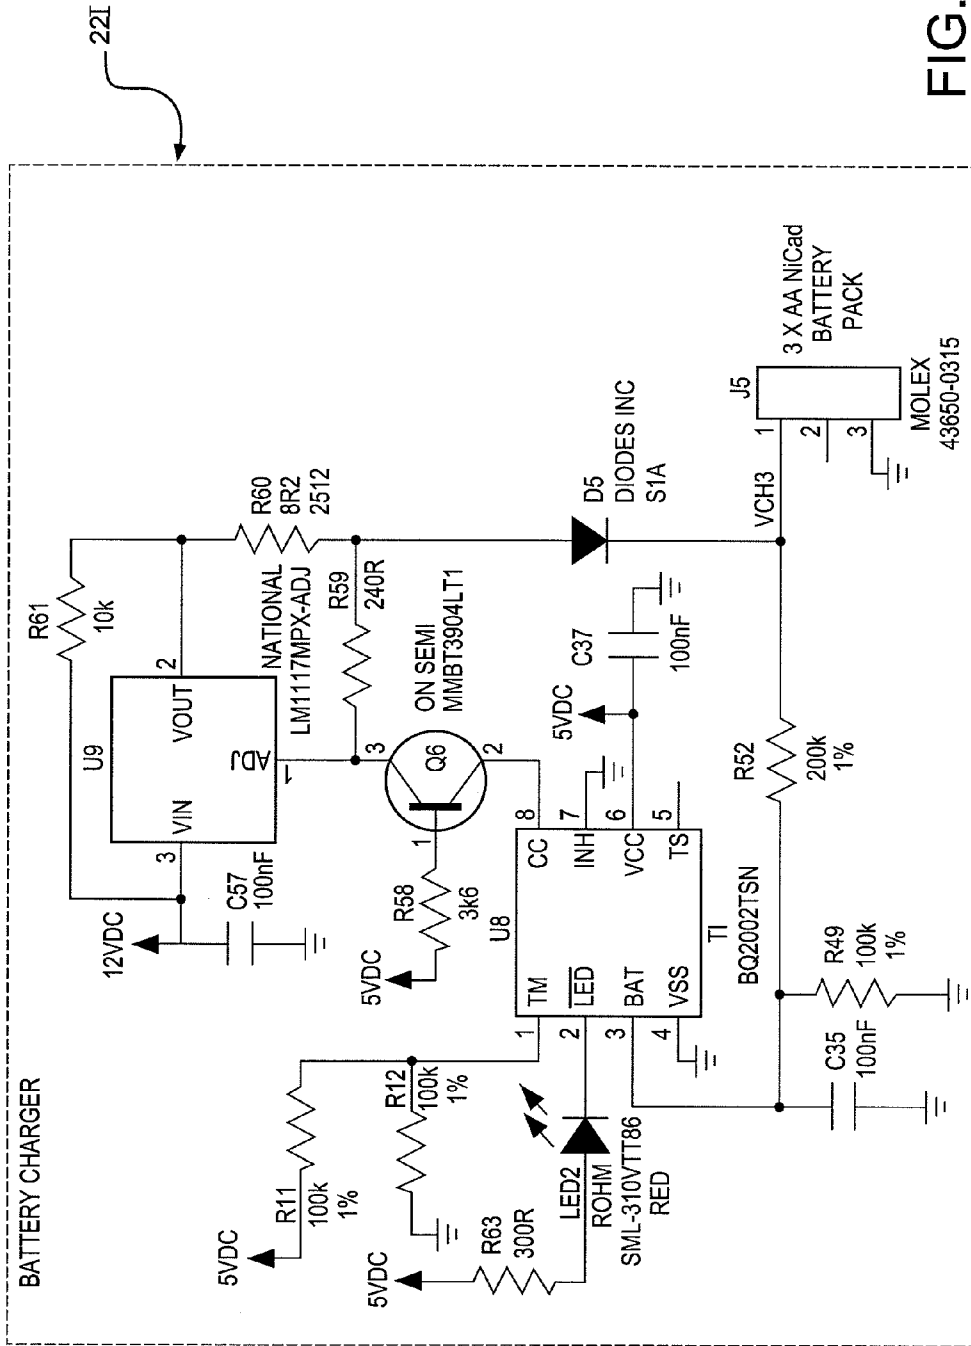 BATTERY CHARGER
22I
FIG.
12VDC
C57
100nF
3
VIN
U9
VOUT
2
ADJ
1
R61
10k
NATIONAL
LM1117MPX-ADJ
R60
8R2
2512
R59
240R
5VDC
R58
3k6
1
Q6
3
2
ON SEMI
MMBT3904LT1
D5
DIODES INC
S1A
5VDC
R11
100k
1%
R12
100k
1%
5VDC
R63
300R
LED2
ROHM
SML-310VTT86
RED
U8
1
TM
2
LED
3
BAT
4
VSS
CC
8
INH
7
VCC
6
TS
5
TI
BQ2002TSN
5VDC
C37
100nF
VCH3
R52
200k
1%
R49
100k
1%
C35
100nF
J5
1
2
3
3 X AA NiCad
BATTERY
PACK
MOLEX
43650-0315